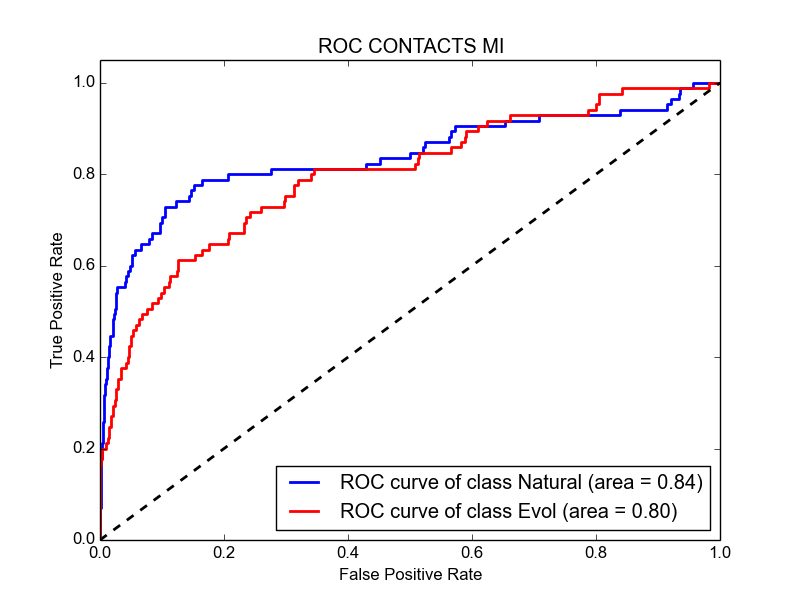 ROC CONTACTS MI
True Positive Rate
1.0
0.8
0.6
0.4
0.2
0.0
ROC curve of class Natural (area = 0.84)
ROC curve of class Evol (area = 0.80)
0.0 0.2 0.4 0.6 0.8 1.0
False Positive Rate